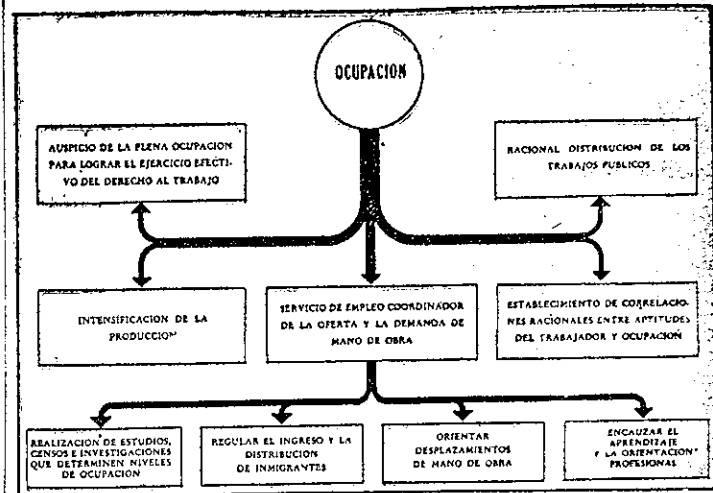 OCUPACION
AUSPICIO DE LA PLENA OCUPACION
PARA LOGRAR EL EJERCICIO EFECTI-
VO DEL DERECHO AL TRABAJO
RACIONAL DISTRIBUCION DE LOS
TRABAJOS PUBLICOS
INTENSIFICACION DE LA
PRODUCCION
SERVICIO DE EMPLEO COORDINADOR
DE LA OFERTA Y LA DEMANDA DE
MANO DE OBRA
ESTABLECIMIENTO DE CORRELACIO-
NES RACIONALES ENTRE APTITUDES
DEL TRABAJADOR Y OCUPACION
REALIZACION DE ESTUDIOS,
CENSOS E INVESTIGACIONES
QUE DETERMINEN NIVELES
DE OCUPACION
REGULAR EL INGRESO Y LA
DISTRIBUCION
DE INMIGRANTES
ORIENTAR
DESPLAZAMIENTOS
DE MANO DE OBRA
ENCAUZAR EL
APRENDIZAJE
Y LA ORIENTACION
PROFESIONAS